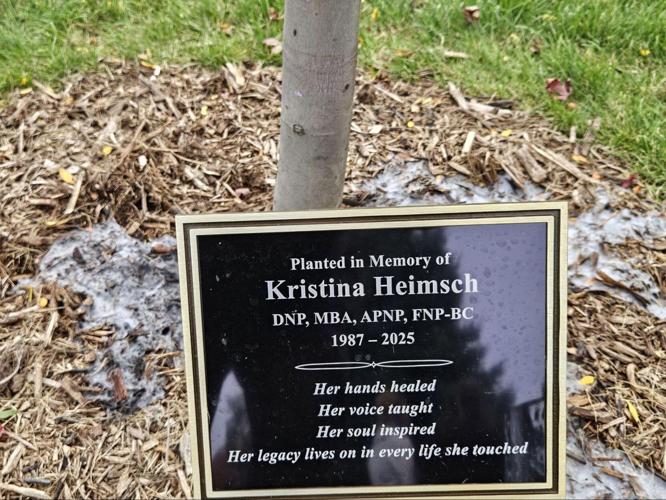 Planted in Memory of
Kristina Heimsch
DNP, MBA, APNP, FNP-BC
1987 – 2025
Her hands healed
Her voice taught
Her soul inspired
Her legacy lives on in every life she touched